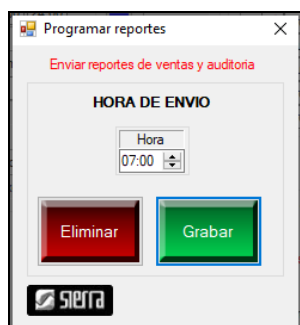 Programar reportes
Enviar reportes de ventas y auditoria
HORA DE ENVIO
Hora
07:00
Eliminar
Grabar
sierra